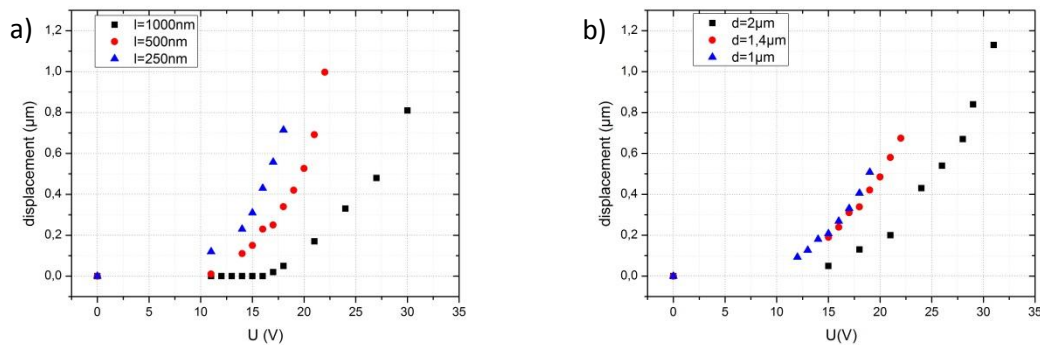 a)
l=1000nm
l=500nm
l=250nm
1,2
1,0
0,8
0,6
0,4
0,2
0,0
displacement (µm)
0 5 10 15 20 25 30 35
U (V)
b)
d=2µm
d=1,4µm
d=1µm
1,2
1,0
0,8
0,6
0,4
0,2
0,0
displacement (µm)
0 5 10 15 20 25 30 35
U(V)